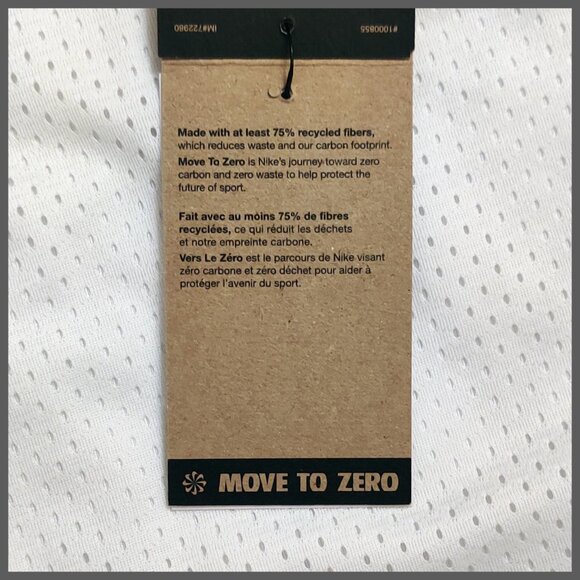 IM#722980 #1000855
Made with at least 75% recycled fibers,
which reduces waste and our carbon footprint.
Move To Zero is Nike's journey toward zero
carbon and zero waste to help protect the
future of sport.
Fait avec au moins 75% de fibres
recyclées, ce qui réduit les déchets
et notre empreinte carbone.
Vers Le Zéro est le parcours de Nike visant
zéro carbone et zéro déchet pour aider à
protéger l'avenir du sport.
MOVE TO ZERO